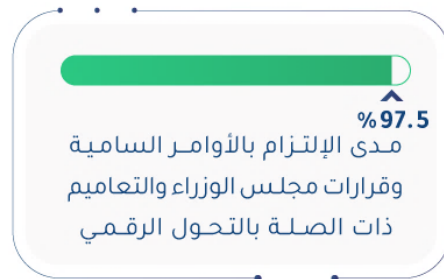 %97.5
مدى الإلتزام بالأوامر السامية
وقرارات مجلس الوزراء والتعاميم
ذات الصلة بالتحول الرقمي